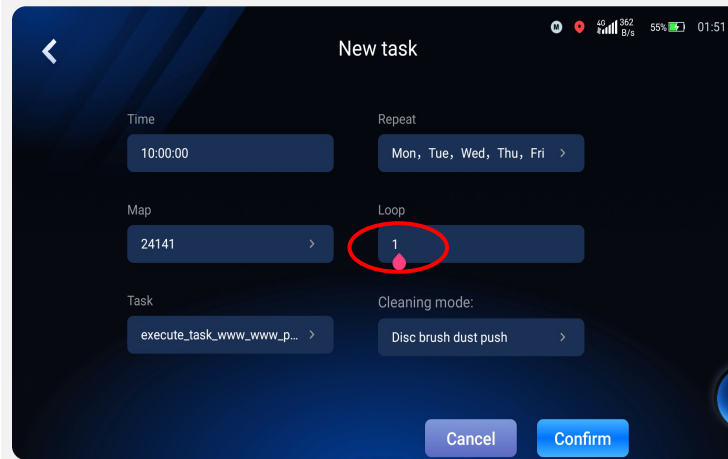 M 4G 362 B/s 55% 01:51
New task
Time
Repeat
10:00:00
Mon, Tue, Wed, Thu, Fri >
Map
Loop
24141 >
1
Task
Cleaning mode:
execute_task_www_www_p... >
Disc brush dust push >
Cancel
Confirm